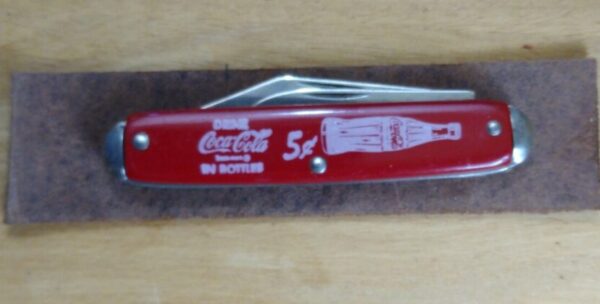 DRINK
Coca-Cola
5¢
IN BOTTLES